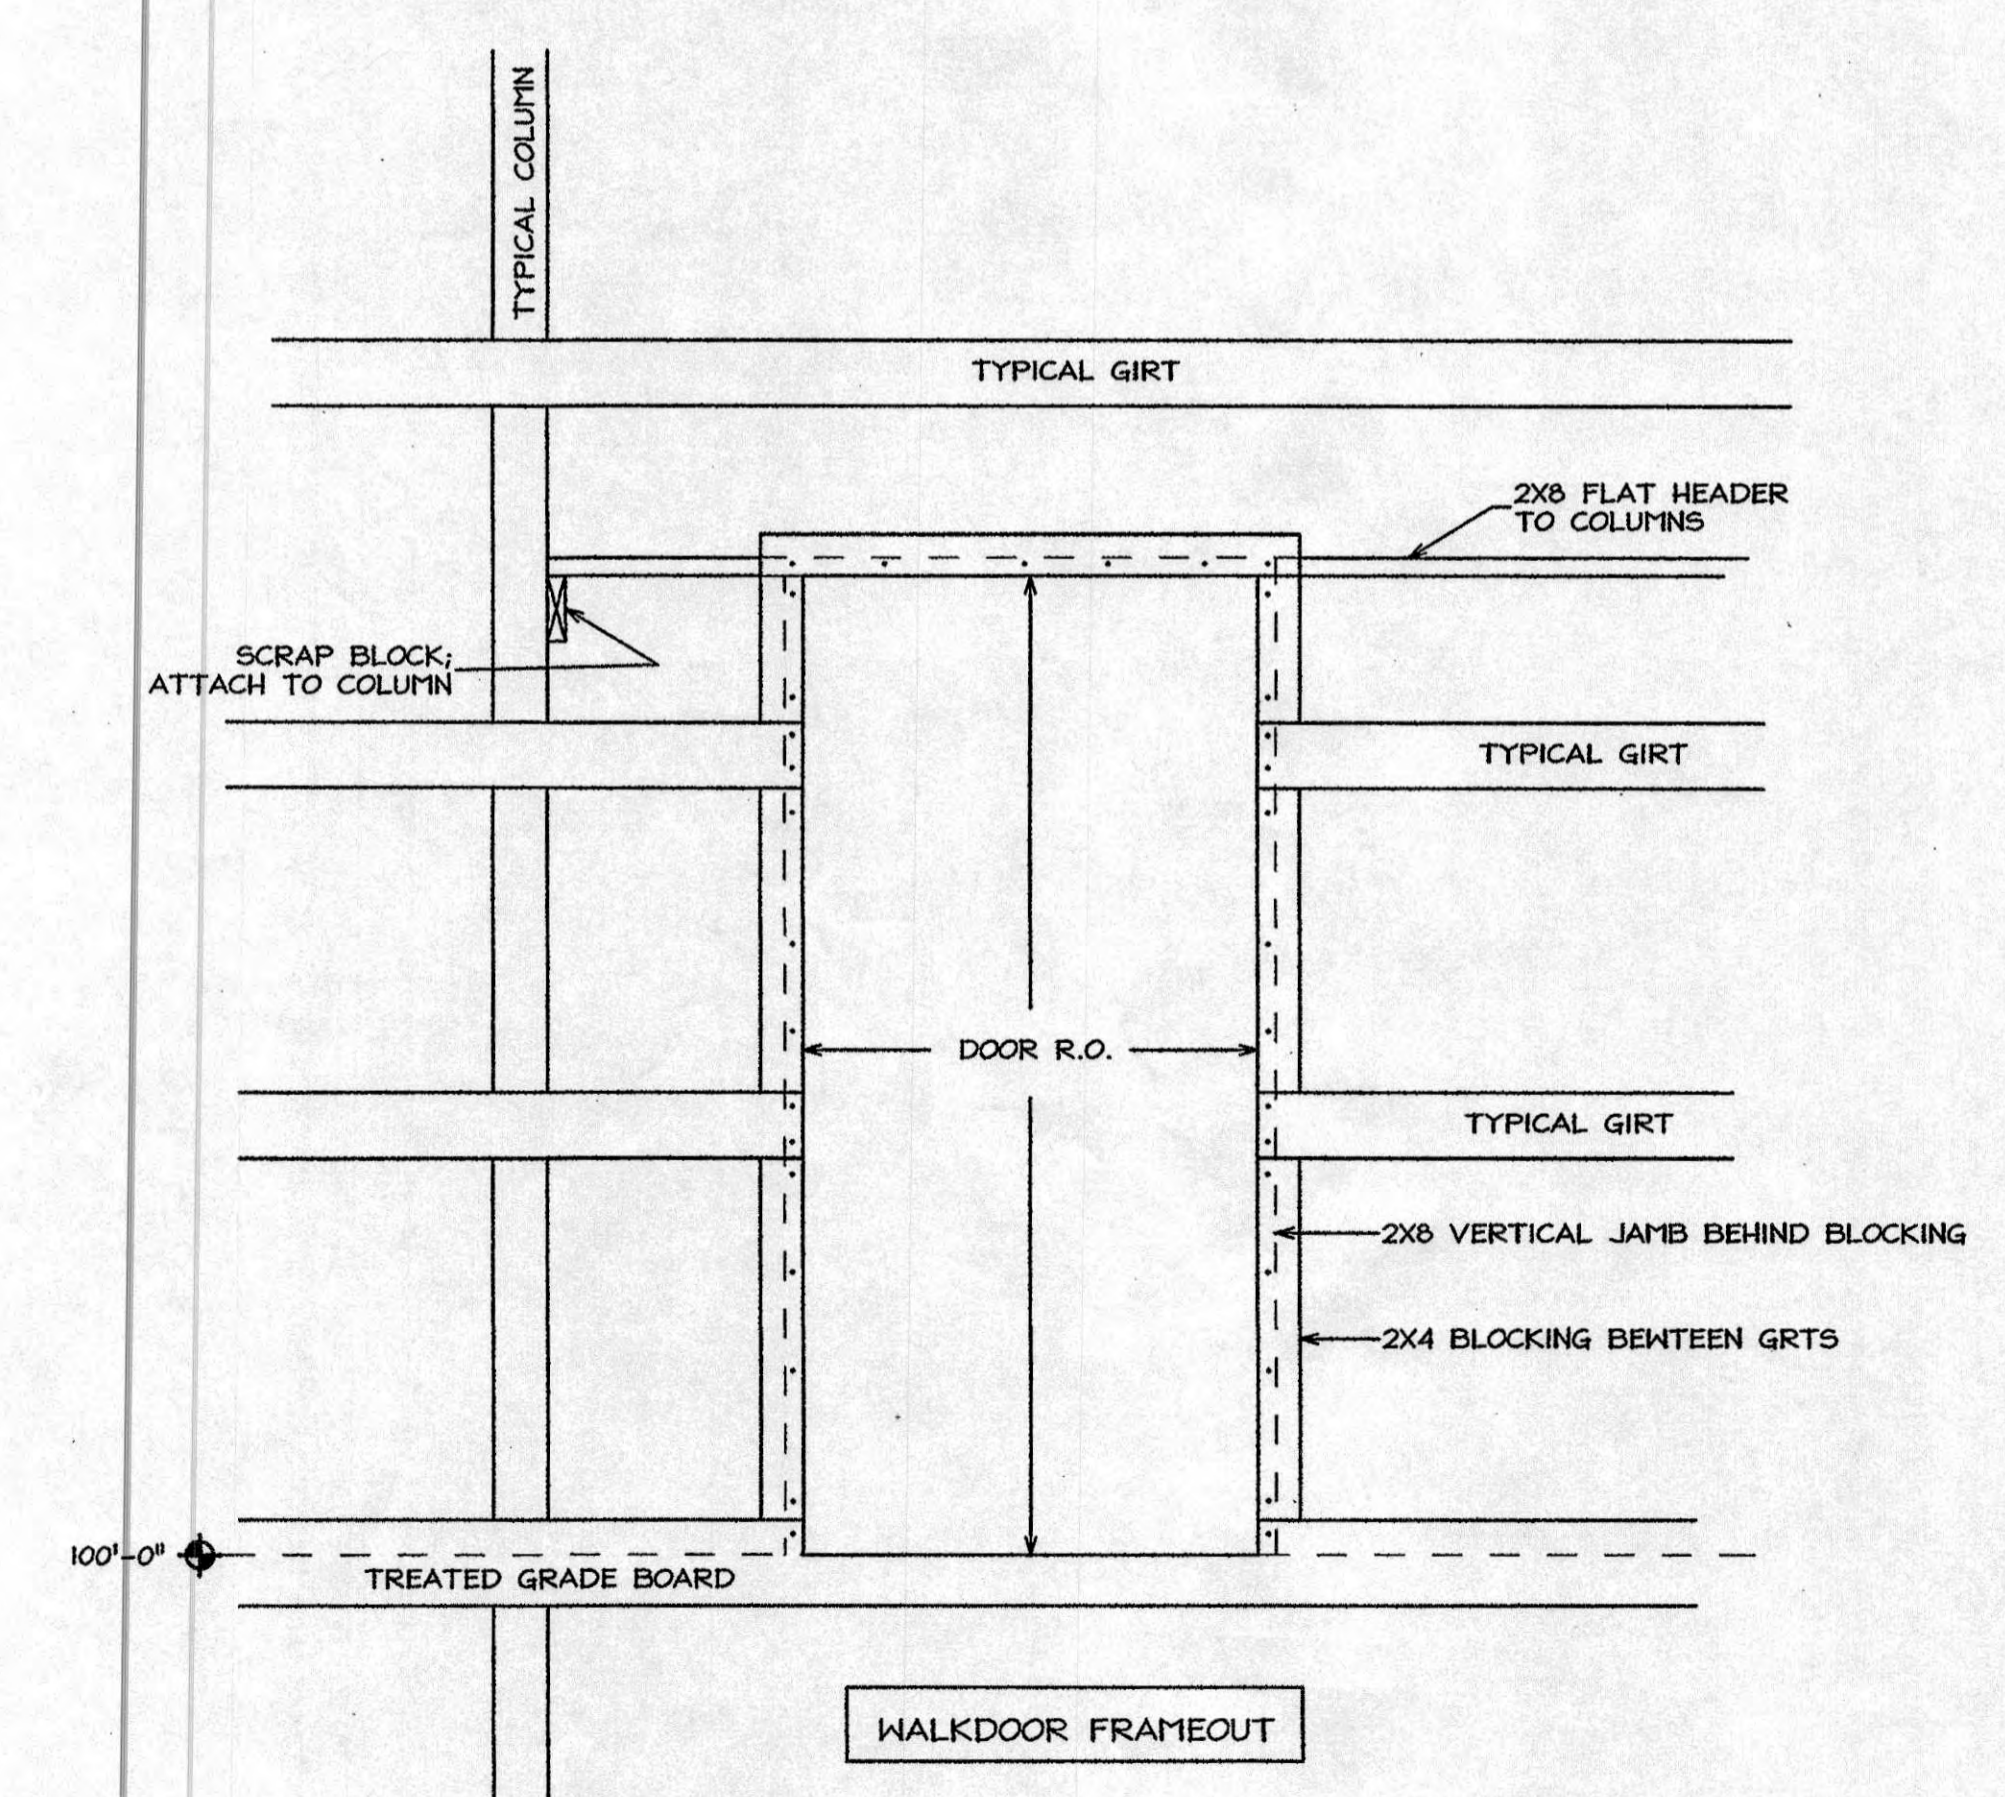 TYPICAL COLUMN
TYPICAL GIRT
2X8 FLAT HEADER
TO COLUMNS
SCRAP BLOCK;
ATTACH TO COLUMN
TYPICAL GIRT
DOOR R.O.
TYPICAL GIRT
2X8 VERTICAL JAMB BEHIND BLOCKING
2X4 BLOCKING BEWTEEN GRTS
100'-0"
TREATED GRADE BOARD
WALKDOOR FRAMEOUT